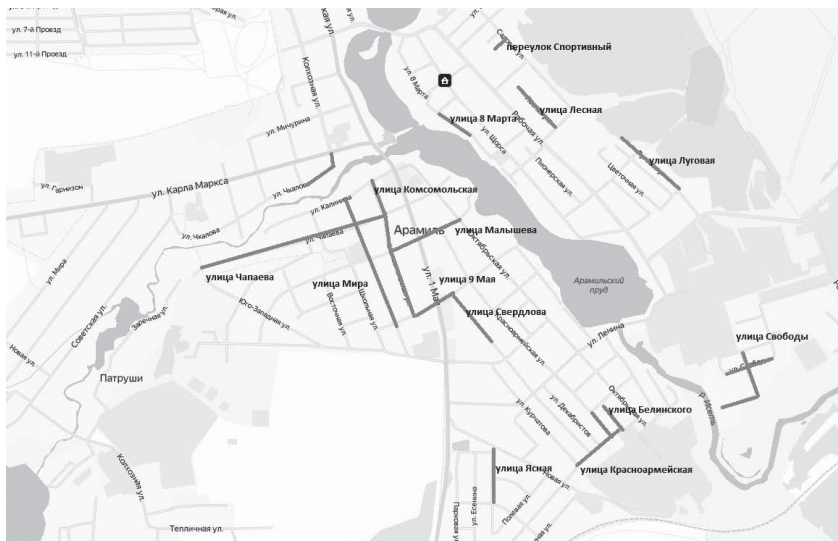 ул. 7-й Проезд
ул. 11-й Проезд
Колхозная ул.
переулок Спортивный
ул. 8 Марта
улица Лесная
улица 8 Марта
Рабочая ул.
ул. Щорса
ул. Мичурина
улица Луговая
Пионерская ул.
Цветочная ул.
ул. Гарнизон
ул. Карла Маркса
ул. Чкалова
улица Комсомольская
ул. Калинина
Арамиль
улица Малышева
ул. Чкалова
ул. Чапаева
Октябрьская ул.
ул. Мира
улица Чапаева
улица Мира
улица 9 Мая
Арамильский
пруд
ул. 1 Мая
Школьная ул.
Восточная ул.
Юго-Западная ул.
Советская ул.
Заречная ул.
улица Свердлова
Красноармейская ул.
ул. Ленина
улица Свободы
Новая ул.
Патруши
р. Исеть
Октябрьская ул.
улица Белинского
ул. Декабристов
ул. Курчатова
Колхозная ул.
улица Ясная
улица Красноармейская
Новая ул.
ул. Есенина
Парковая ул.
Полевая ул.
Тепличная ул.